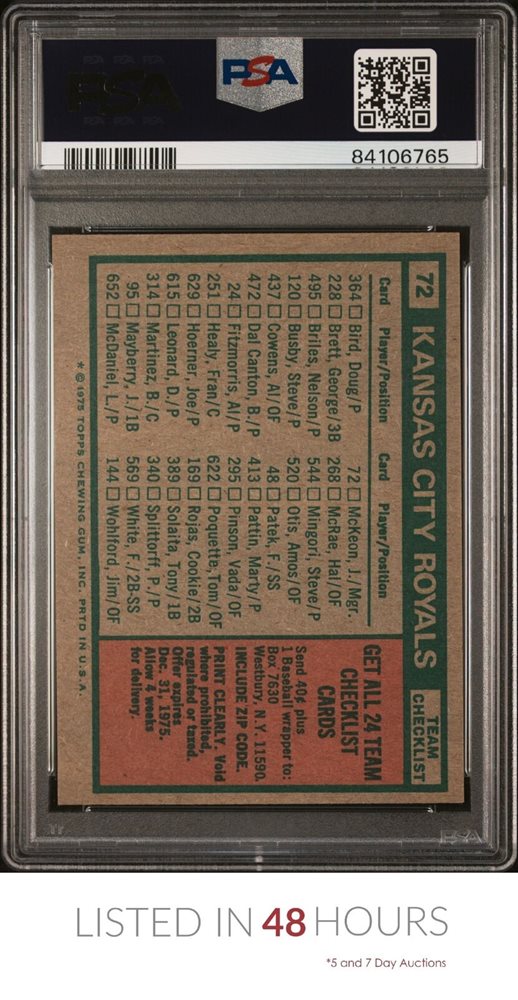 PSA
PSA
84106765
72 KANSAS CITY ROYALS TEAM CHECKLIST
Card Player/Position Card Player/Position
364 Bird, Doug/P
228 Brett, George/3B
495 Briles, Nelson/P
120 Busby, Steve/P
437 Cowens, Al/OF
472 Dal Canton, B./P
24 Fitzmorris, Al/P
251 Healy, Fran/C
629 Hoerner, Joe/P
615 Leonard, D./P
314 Martinez, B./C
95 Mayberry, J./1B
652 McDaniel, L./P
72 McKeon, J./Mgr.
268 McRae, Hal/OF
544 Mingori, Steve/P
520 Otis, Amos/OF
48 Patek, F./SS
413 Pattin, Marty/P
295 Pinson, Vada/OF
622 Poquette, Tom/OF
169 Rojas, Cookie/2B
389 Solaita, Tony/1B
340 Splittorff, P./P
569 White, F./2B-SS
144 Wohlford, Jim/OF
GET ALL 24 TEAM
CHECKLIST
CARDS
Send 40¢ plus
1 Baseball wrapper to:
Box 7630
Westbury, N.Y. 11590.
INCLUDE ZIP CODE.
PRINT CLEARLY. Void
where prohibited,
regulated or taxed.
Offer expires
Dec. 31, 1975.
Allow 4 weeks
for delivery.
* © 1975 TOPPS CHEWING GUM, INC. PRTD IN U.S.A.
PSA
LISTED IN 48 HOURS
*5 and 7 Day Auctions